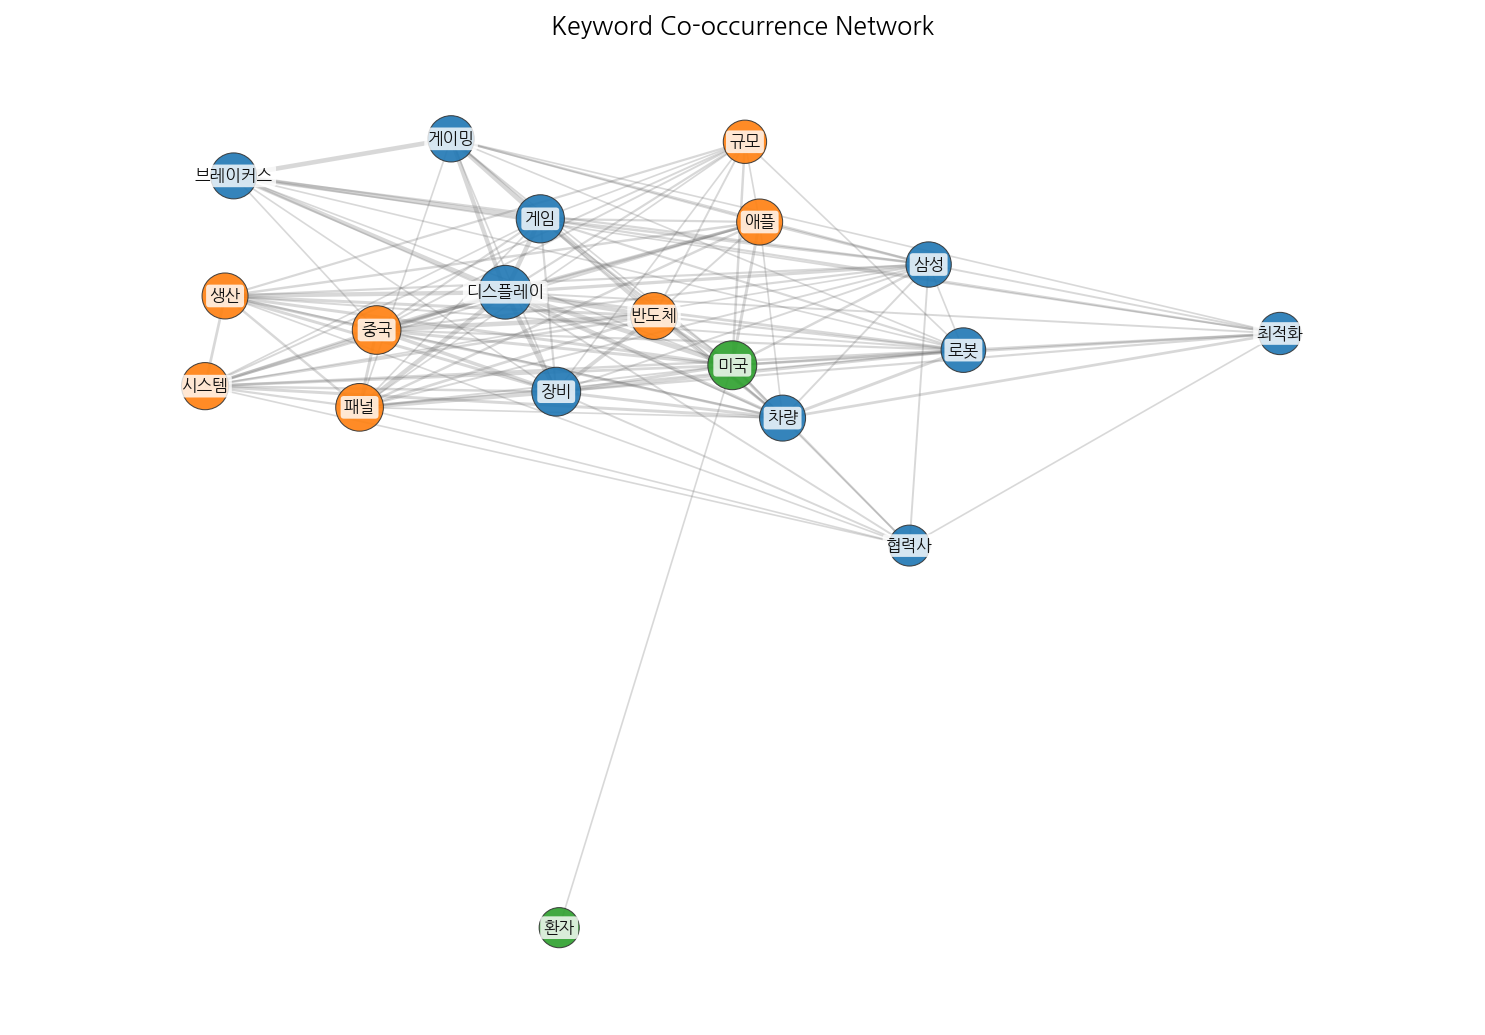 Keyword Co-occurrence Network
게이밍
규모
브레이커스
게임
애플
삼성
디스플레이
생산
반도체
중국
최적화
로봇
미국
시스템
장비
패널
차량
협력사
환자